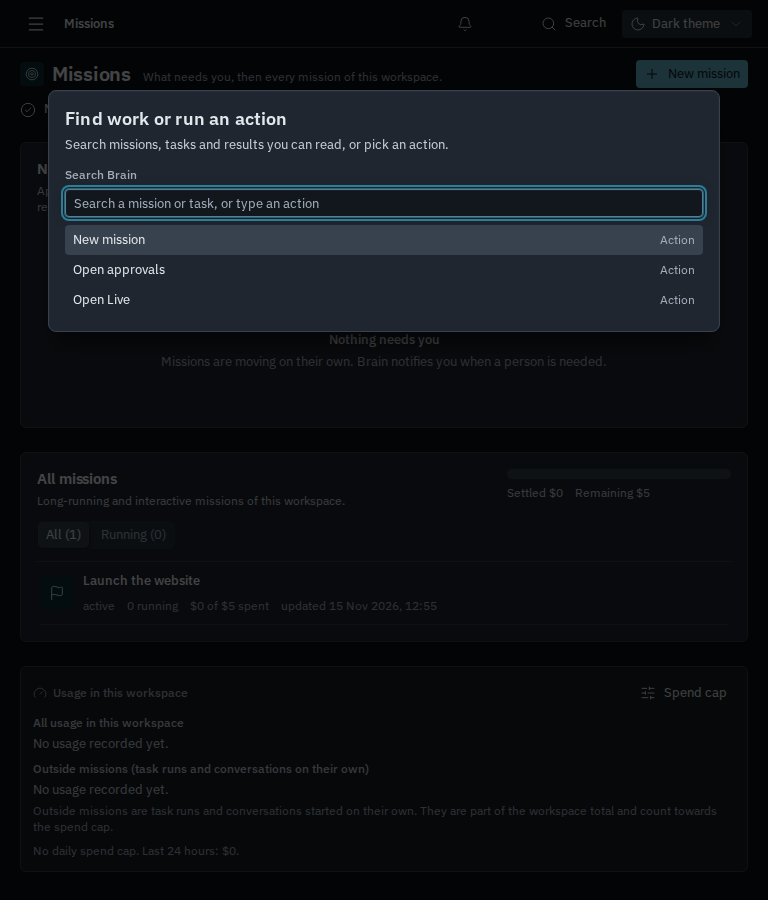 Missions
Search
Dark theme
Missions
What needs you, then every mission of this workspace.
New mission
Find work or run an action
Search missions, tasks and results you can read, or pick an action.
Search Brain
Search a mission or task, or type an action
New mission Action
Open approvals Action
Open Live Action
Nothing needs you
Missions are moving on their own. Brain notifies you when a person is needed.
All missions
Long-running and interactive missions of this workspace.
Settled $0 Remaining $5
All (1) Running (0)
Launch the website
active 0 running $0 of $5 spent updated 15 Nov 2026, 12:55
Usage in this workspace
Spend cap
All usage in this workspace
No usage recorded yet.
Outside missions (task runs and conversations on their own)
No usage recorded yet.
Outside missions are task runs and conversations started on their own. They are part of the workspace total and count towards
the spend cap.
No daily spend cap. Last 24 hours: $0.